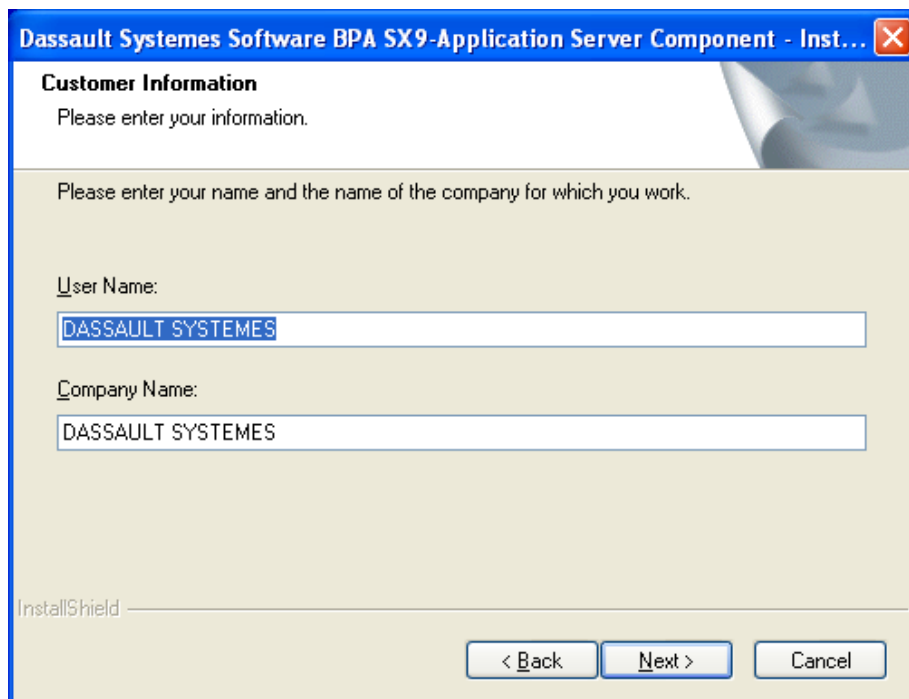 Dassault Systemes Software BPA SX9-Application Server Component - Inst...
Customer Information
Please enter your information.
Please enter your name and the name of the company for which you work.
User Name:
DASSAULT SYSTEMES
Company Name:
DASSAULT SYSTEMES
InstallShield
< Back Next > Cancel